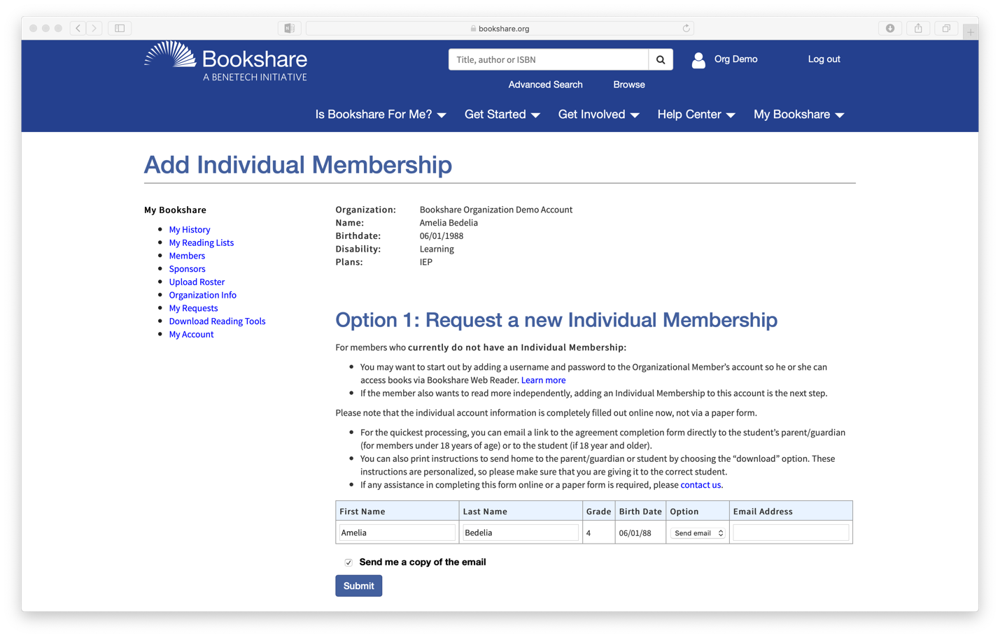 bookshare.org
Bookshare
A BENETECH INITIATIVE
Title, author or ISBN
Org Demo
Log out
Advanced Search
Browse
Is Bookshare For Me?
Get Started
Get Involved
Help Center
My Bookshare
Add Individual Membership
My Bookshare
My History
My Reading Lists
Members
Sponsors
Upload Roster
Organization Info
My Requests
Download Reading Tools
My Account
Organization: Bookshare Organization Demo Account
Name: Amelia Bedelia
Birthdate: 06/01/1988
Disability: Learning
Plans: IEP
Option 1: Request a new Individual Membership
For members who currently do not have an Individual Membership:
You may want to start out by adding a username and password to the Organizational Member’s account so he or she can
access books via Bookshare Web Reader. Learn more
If the member also wants to read more independently, adding an Individual Membership to this account is the next step.
Please note that the individual account information is completely filled out online now, not via a paper form.
For the quickest processing, you can email a link to the agreement completion form directly to the student’s parent/guardian
(for members under 18 years of age) or to the student (if 18 year and older).
You can also print instructions to send home to the parent/guardian or student by choosing the “download” option. These
instructions are personalized, so please make sure that you are giving it to the correct student.
If any assistance in completing this form online or a paper form is required, please contact us.
First Name Last Name Grade Birth Date Option Email Address
Amelia Bedelia 4 06/01/88 Send email
Send me a copy of the email
Submit